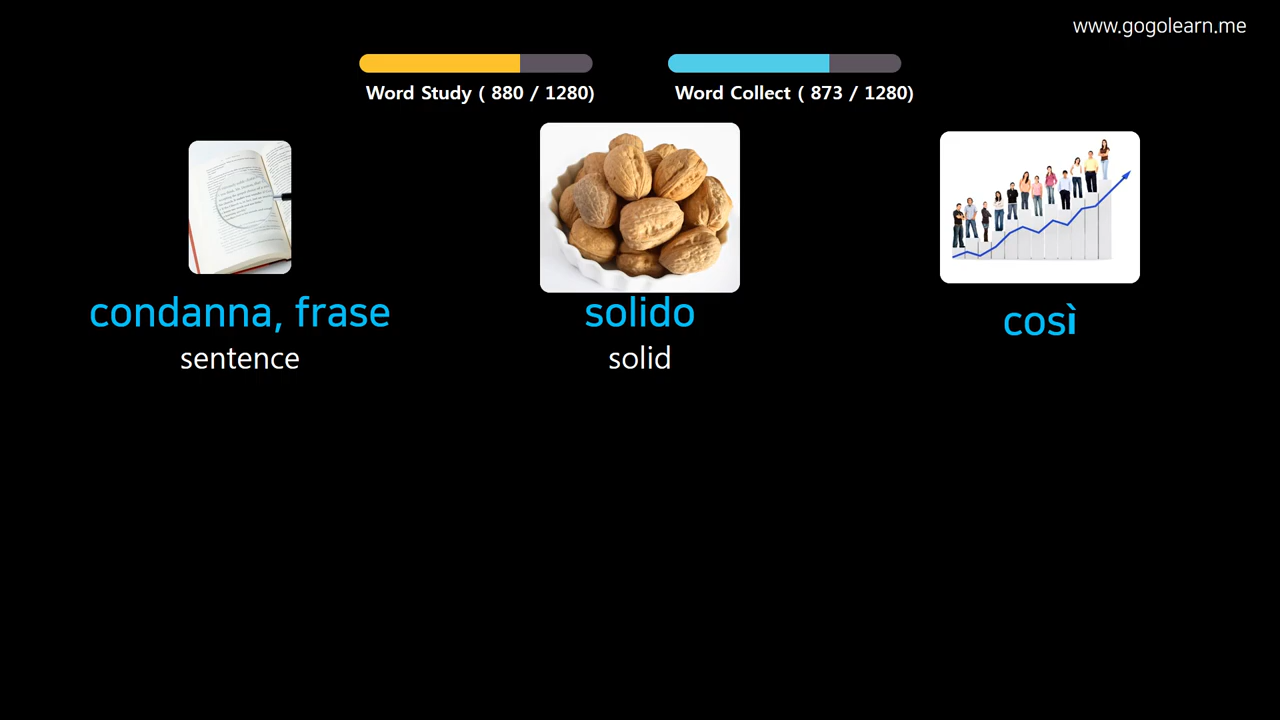 www.gogolearn.me
Word Study ( 880 / 1280)
Word Collect ( 873 / 1280)
condanna, frase
sentence
solido
solid
così